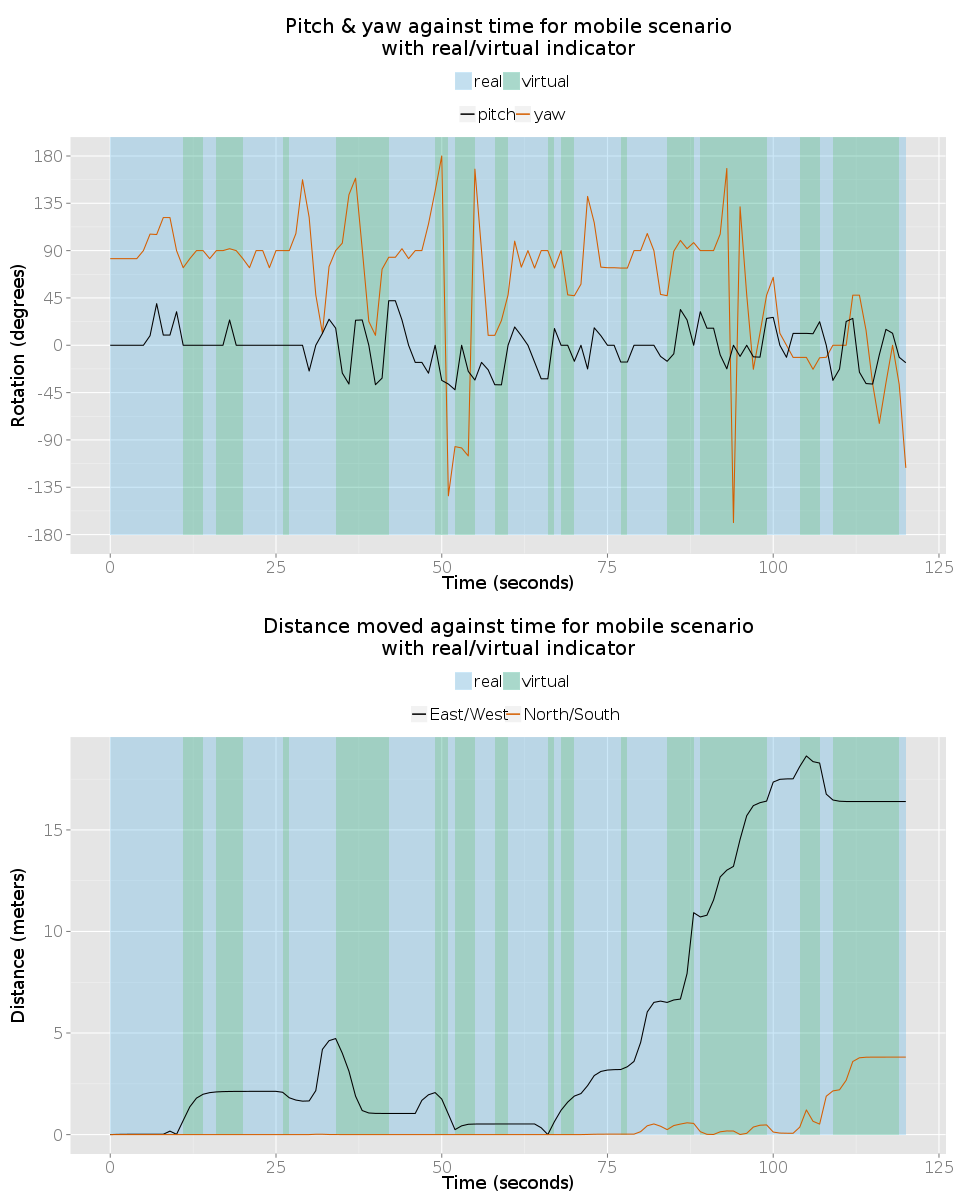 Pitch & yaw against time for mobile scenario
with real/virtual indicator
real virtual
pitch yaw
180
135
90
45
0
-45
-90
-135
-180
Rotation (degrees)
0 25 50 75 100 125
Time (seconds)
Distance moved against time for mobile scenario
with real/virtual indicator
real virtual
East/West North/South
15
10
5
0
Distance (meters)
0 25 50 75 100 125
Time (seconds)